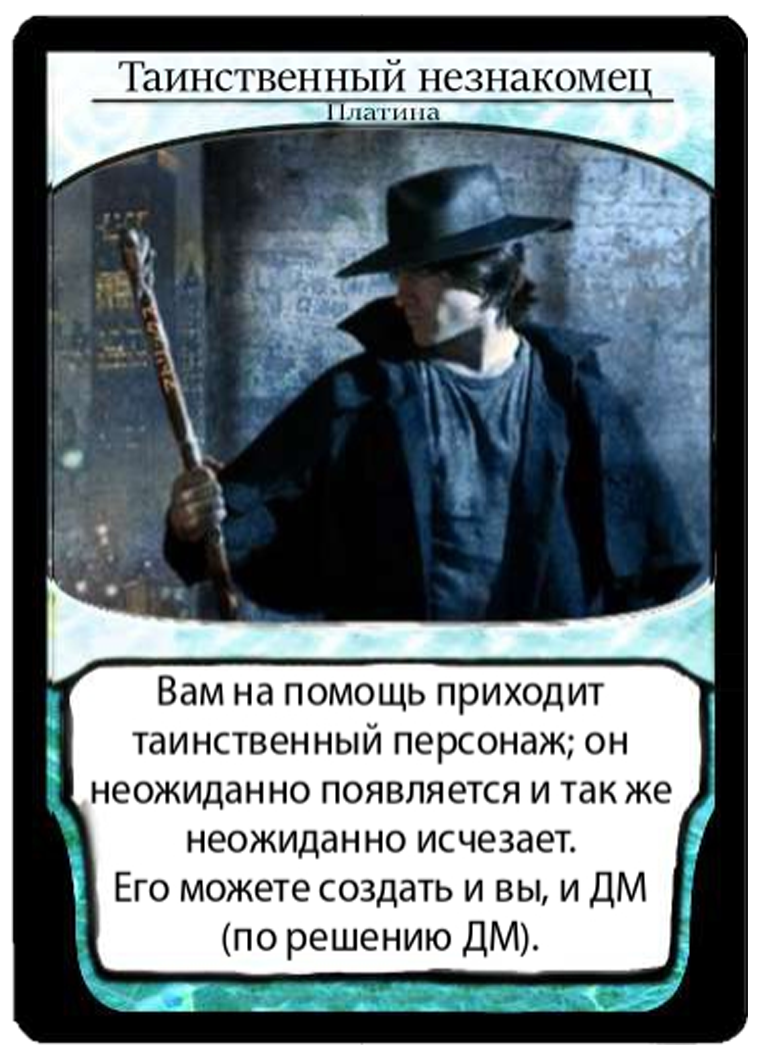 Таинственный незнакомец
Платина
Вам на помощь приходит
таинственный персонаж; он
неожиданно появляется и так же
неожиданно исчезает.
Его можете создать и вы, и ДМ
(по решению ДМ).